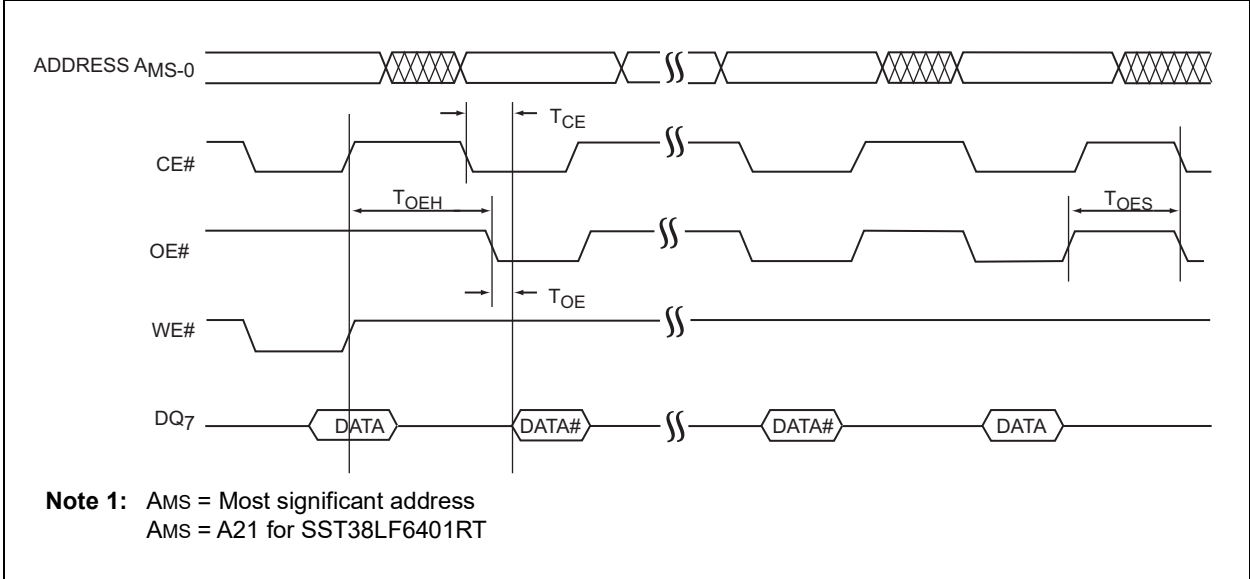 ADDRESS AMS-0
TCE
CE#
TOEH
TOES
OE#
TOE
WE#
DQ7
DATA
DATA#
DATA#
DATA
Note 1: AMS = Most significant address
AMS = A21 for SST38LF6401RT